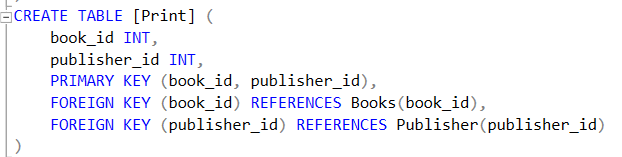 CREATE TABLE [Print] (
    book_id INT,
    publisher_id INT,
    PRIMARY KEY (book_id, publisher_id),
    FOREIGN KEY (book_id) REFERENCES Books(book_id),
    FOREIGN KEY (publisher_id) REFERENCES Publisher(publisher_id)
)